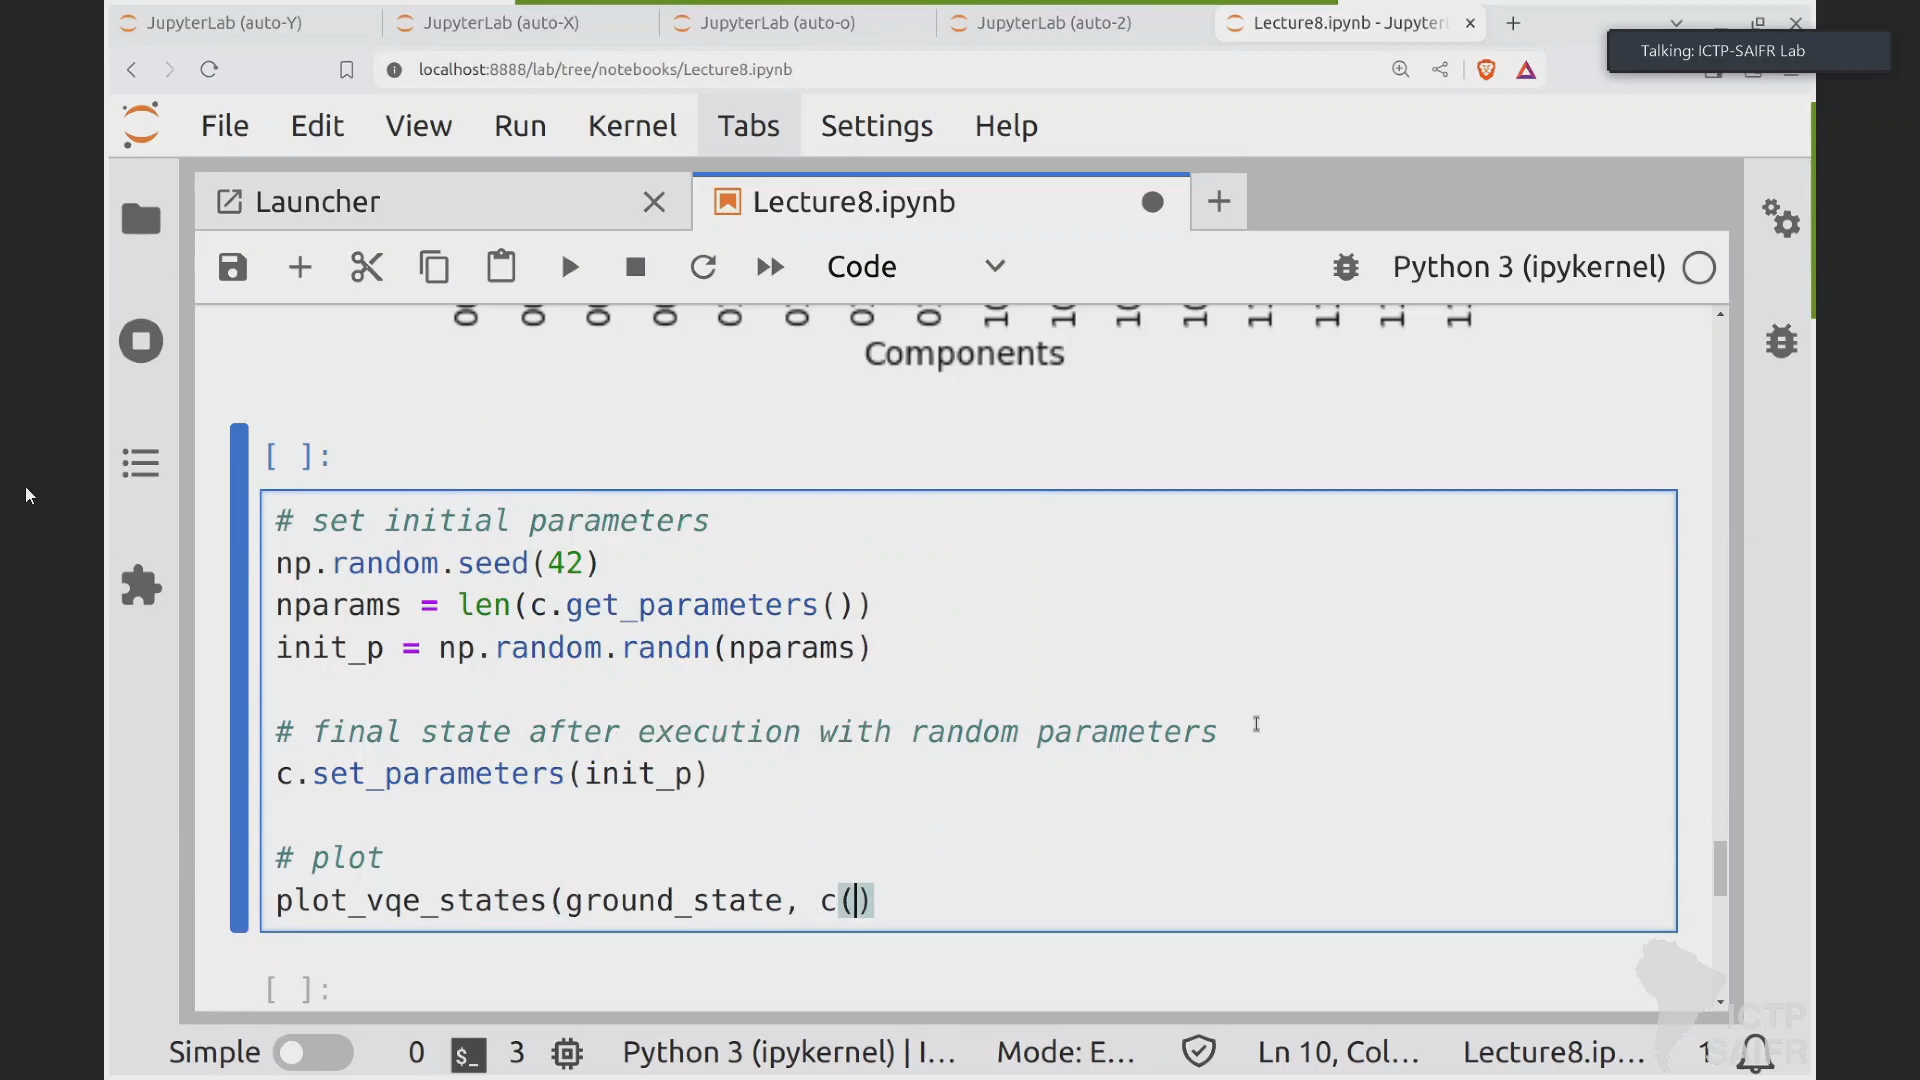 JupyterLab (auto-Y)
JupyterLab (auto-X)
JupyterLab (auto-o)
JupyterLab (auto-2)
Lecture8.ipynb - Jupyter
Talking: ICTP-SAIFR Lab
localhost:8888/lab/tree/notebooks/Lecture8.ipynb
File Edit View Run Kernel Tabs Settings Help
Launcher
Lecture8.ipynb
Code
Python 3 (ipykernel)
Components
[ ]:
# set initial parameters
np.random.seed(42)
nparams = len(c.get_parameters())
init_p = np.random.randn(nparams)
# final state after execution with random parameters
c.set_parameters(init_p)
# plot
plot_vqe_states(ground_state, c()
[ ]:
ICTP
SAIFR
Simple 0 $_ 3 Python 3 (ipykernel) | I... Mode: E... Ln 10, Col... Lecture8.ip... 1